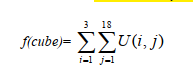 3 18
f(cube)= ∑ ∑ U(i, j)
i=1 j=1